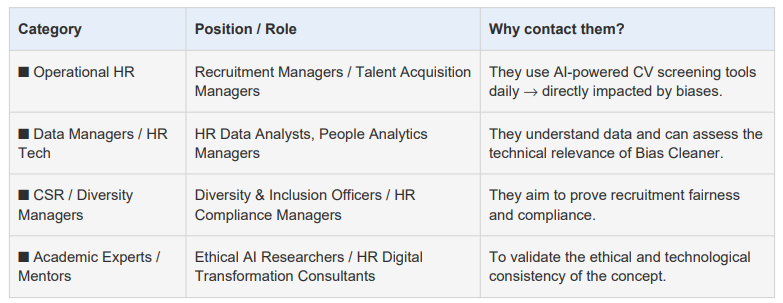 Category Position / Role Why contact them?
■ Operational HR Recruitment Managers / Talent Acquisition They use AI-powered CV screening tools
Managers daily → directly impacted by biases.
■ Data Managers / HR HR Data Analysts, People Analytics They understand data and can assess the
Tech Managers technical relevance of Bias Cleaner.
■ CSR / Diversity Diversity & Inclusion Officers / HR They aim to prove recruitment fairness
Managers Compliance Managers and compliance.
■ Academic Experts / Ethical AI Researchers / HR Digital To validate the ethical and technological
Mentors Transformation Consultants consistency of the concept.